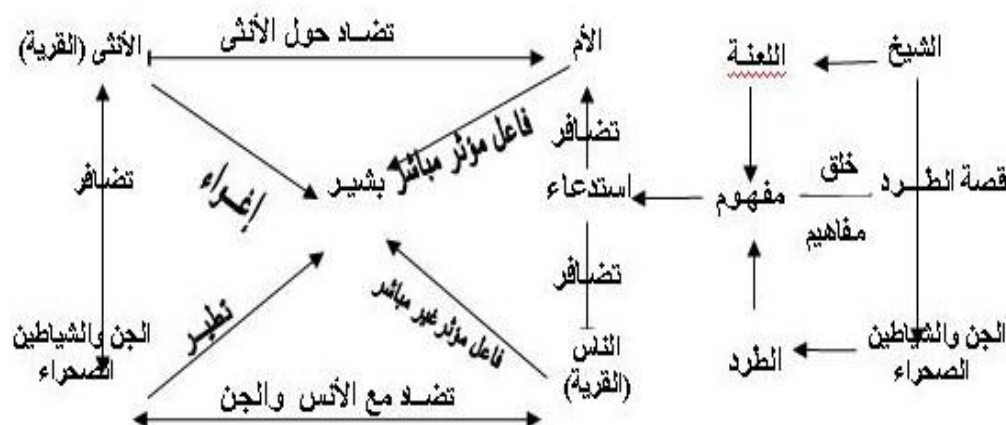 الشيخ
اللعنة
الأم
تضاد حول الأنثى
الأنثى (القرية)
تضافر
فاعل مؤثر مباشر
خلق
قصة الطرد
مفاهيم
مفهوم
استدعاء
بشير
إغراء
تضافر
تضافر
تطير
فاعل مؤثر غير مباشر
الجن والشياطين
الصحراء
الطرد
الناس
(القرية)
الجن والشياطين
الصحراء
تضاد مع الأنس والجن